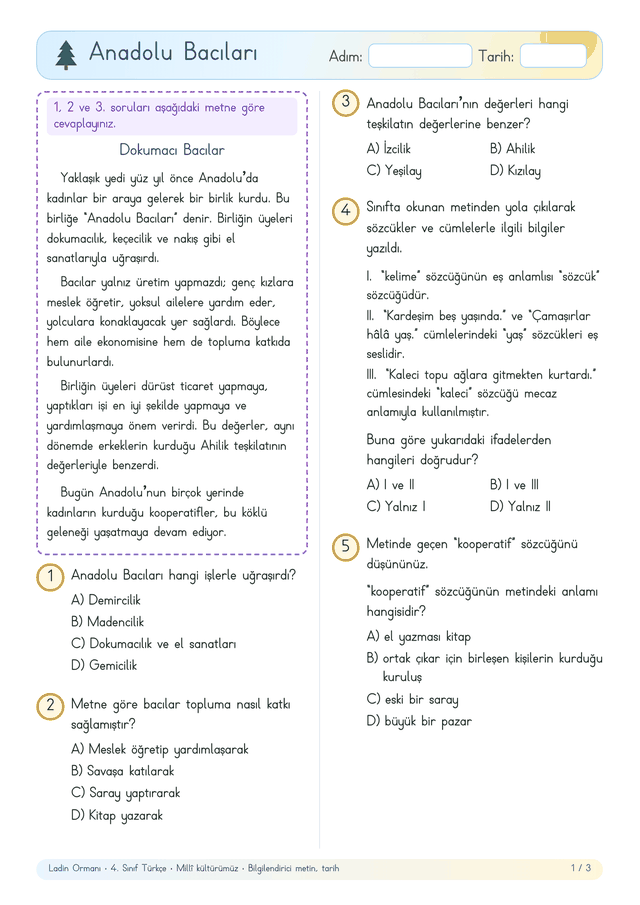 Anadolu Bacıları
Adım:
Tarih:
1, 2 ve 3. soruları aşağıdaki metne göre
cevaplayınız.
Dokumacı Bacılar
Yaklaşık yedi yüz yıl önce Anadolu'da
kadınlar bir araya gelerek bir birlik kurdu. Bu
birliğe "Anadolu Bacıları" denir. Birliğin üyeleri
dokumacılık, keçecilik ve nakış gibi el
sanatlarıyla uğraşırdı.
Bacılar yalnız üretim yapmazdı; genç kızlara
meslek öğretir, yoksul ailelere yardım eder,
yolculara konaklayacak yer sağlardı. Böylece
hem aile ekonomisine hem de topluma katkıda
bulunurlardı.
Birliğin üyeleri dürüst ticaret yapmaya,
yaptıkları işi en iyi şekilde yapmaya ve
yardımlaşmaya önem verirdi. Bu değerler, aynı
dönemde erkeklerin kurduğu Ahilik teşkilatının
değerleriyle benzerdi.
Bugün Anadolu'nun birçok yerinde
kadınların kurduğu kooperatifler, bu köklü
geleneği yaşatmaya devam ediyor.
1
Anadolu Bacıları hangi işlerle uğraşırdı?
A) Demircilik
B) Madencilik
C) Dokumacılık ve el sanatları
D) Gemicilik
2
Metne göre bacılar topluma nasıl katkı
sağlamıştır?
A) Meslek öğretip yardımlaşarak
B) Savaşa katılarak
C) Saray yaptırarak
D) Kitap yazarak
3
Anadolu Bacıları'nın değerleri hangi
teşkilatın değerlerine benzer?
A) İzcilik B) Ahilik
C) Yeşilay D) Kızılay
4
Sınıfta okunan metinden yola çıkılarak
sözcükler ve cümlelerle ilgili bilgiler
yazıldı.
I. "kelime" sözcüğünün eş anlamlısı "sözcük"
sözcüğüdür.
II. "Kardeşim beş yaşında." ve "Çamaşırlar
hâlâ yaş." cümlelerindeki "yaş" sözcükleri eş
seslidir.
III. "Kaleci topu ağlara gitmekten kurtardı."
cümlesindeki "kaleci" sözcüğü mecaz
anlamıyla kullanılmıştır.
Buna göre yukarıdaki ifadelerden
hangileri doğrudur?
A) I ve II B) I ve III
C) Yalnız I D) Yalnız II
5
Metinde geçen "kooperatif" sözcüğünü
düşününüz.
"kooperatif" sözcüğünün metindeki anlamı
hangisidir?
A) el yazması kitap
B) ortak çıkar için birleşen kişilerin kurduğu
kuruluş
C) eski bir saray
D) büyük bir pazar
Ladin Ormanı • 4. Sınıf Türkçe • Millî kültürümüz • Bilgilendirici metin, tarih
1 / 3